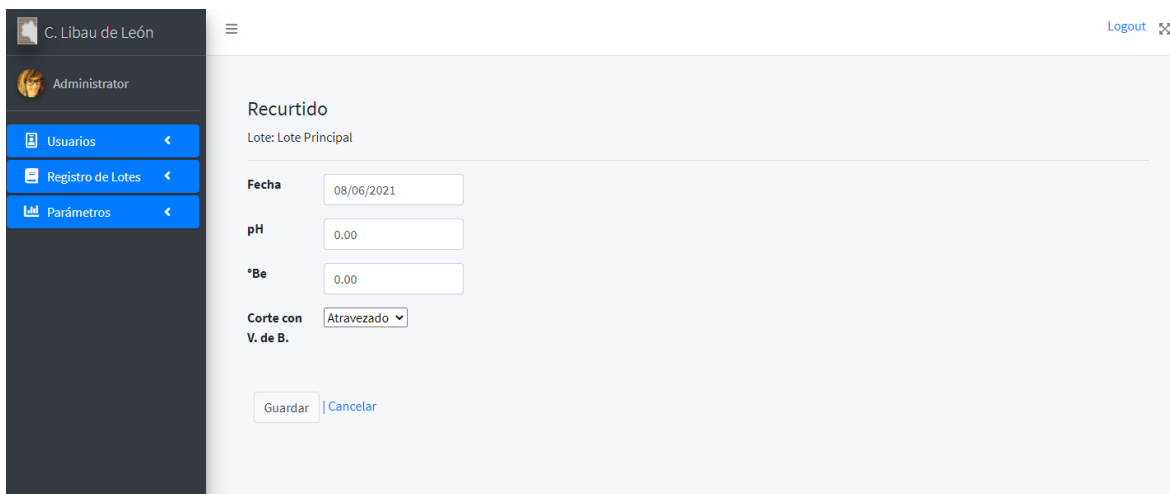 C. Libau de León
Logout
Administrator
Usuarios
Registro de Lotes
Parámetros
Recurtido
Lote: Lote Principal
Fecha
08/06/2021
pH
0.00
°Be
0.00
Corte con
V. de B.
Atravezado
Guardar | Cancelar